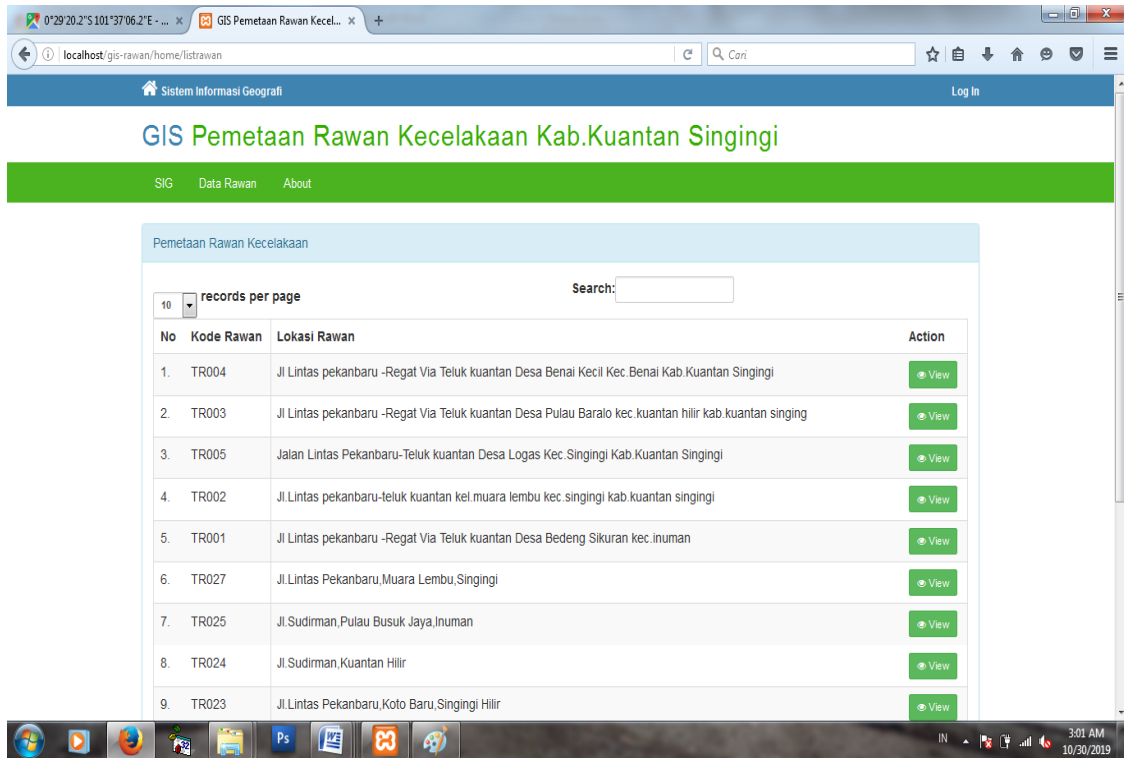 0°29'20.2"S 101°37'06.2"E - ... ×
GIS Pemetaan Rawan Kecel... × +
localhost/gis-rawan/home/listrawan
Cari
Sistem Informasi Geografi Log In
GIS Pemetaan Rawan Kecelakaan Kab.Kuantan Singingi
SIG Data Rawan About
Pemetaan Rawan Kecelakaan
10 records per page Search:
No Kode Rawan Lokasi Rawan Action
1. TR004 Jl Lintas pekanbaru -Regat Via Teluk kuantan Desa Benai Kecil Kec.Benai Kab.Kuantan Singingi View
2. TR003 Jl Lintas pekanbaru -Regat Via Teluk kuantan Desa Pulau Baralo kec.kuantan hilir kab.kuantan singing View
3. TR005 Jalan Lintas Pekanbaru-Teluk kuantan Desa Logas Kec.Singingi Kab.Kuantan Singingi View
4. TR002 Jl.Lintas pekanbaru-teluk kuantan kel.muara lembu kec.singingi kab.kuantan singingi View
5. TR001 Jl Lintas pekanbaru -Regat Via Teluk kuantan Desa Bedeng Sikuran kec.inuman View
6. TR027 Jl.Lintas Pekanbaru,Muara Lembu,Singingi View
7. TR025 Jl.Sudirman,Pulau Busuk Jaya,Inuman View
8. TR024 Jl.Sudirman,Kuantan Hilir View
9. TR023 Jl.Lintas Pekanbaru,Koto Baru,Singingi Hilir View
32 Ps IN 3:01 AM
10/30/2019